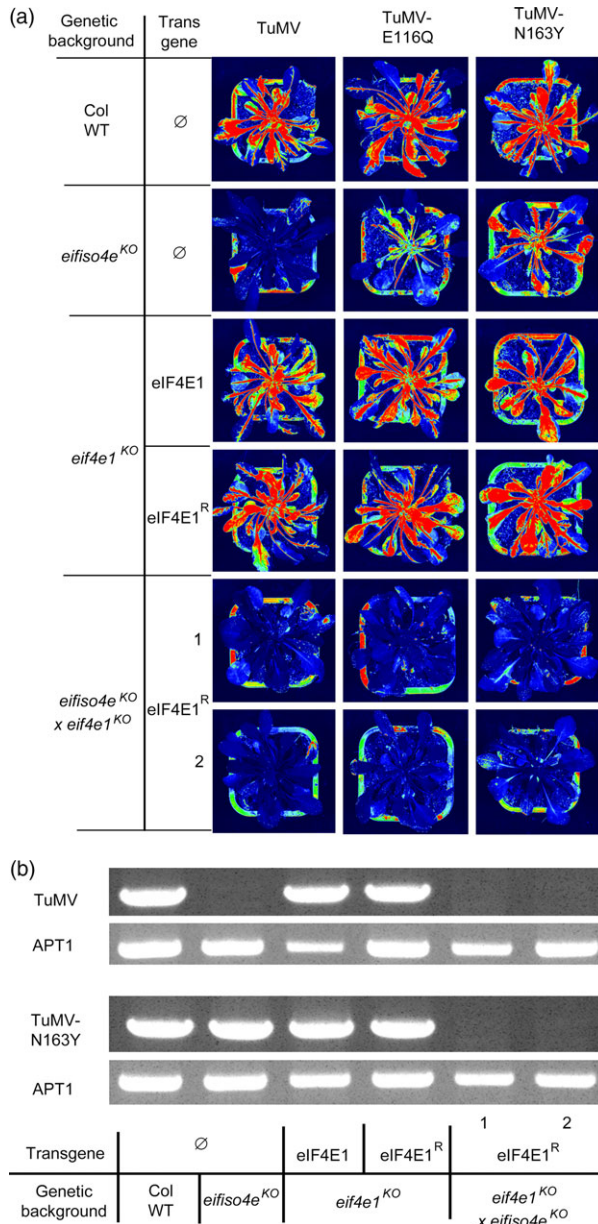 (a)
Genetic background
Trans gene
TuMV
TuMV-E116Q
TuMV-N163Y
Col WT
∅
eifiso4e^KO
∅
eif4e1^KO
eIF4E1
eIF4E1^R
eifiso4e^KO x eif4e1^KO
eIF4E1^R
1
2
(b)
TuMV
APT1
TuMV-N163Y
APT1
1 2
Transgene
∅
eIF4E1
eIF4E1^R
eIF4E1^R
Genetic background
Col WT
eifiso4e^KO
eif4e1^KO
eif4e1^KO x eifiso4e^KO